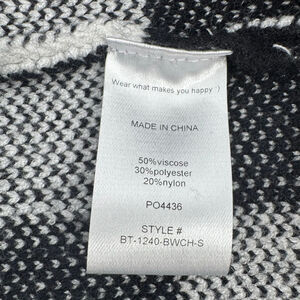 Wear what makes you happy :)
MADE IN CHINA
50%viscose
30%polyester
20%nylon
PO4436
STYLE #
BT-1240-BWCH-S